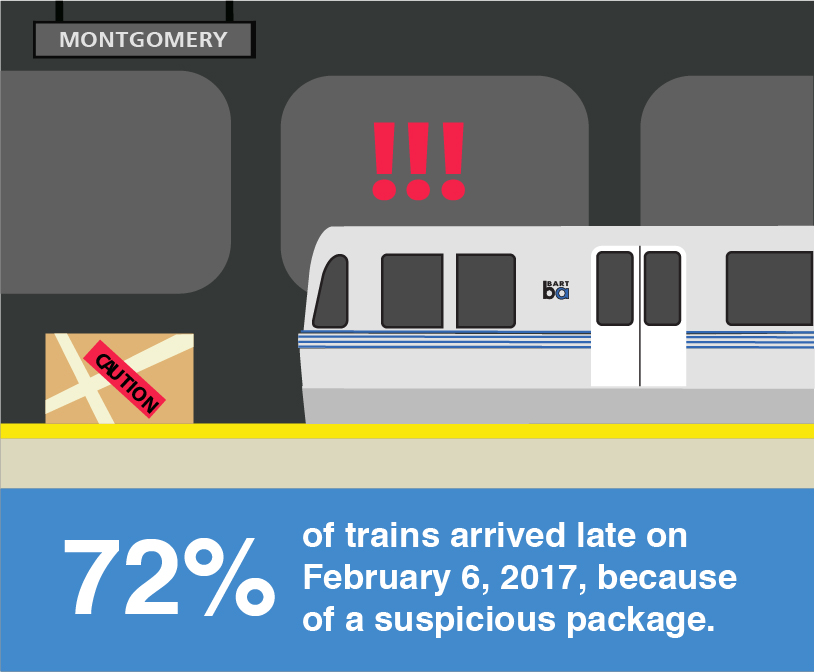 MONTGOMERY
!!!
BART
ba
CAUTION
72%
of trains arrived late on
February 6, 2017, because
of a suspicious package.